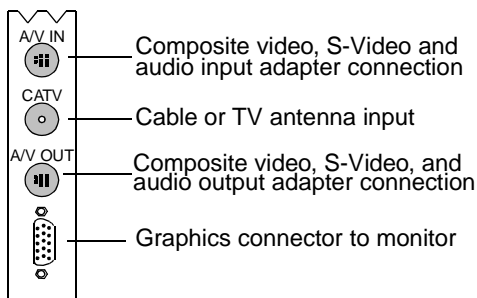 A/V IN
Composite video, S-Video and
audio input adapter connection
CATV
Cable or TV antenna input
A/V OUT
Composite video, S-Video, and
audio output adapter connection
Graphics connector to monitor